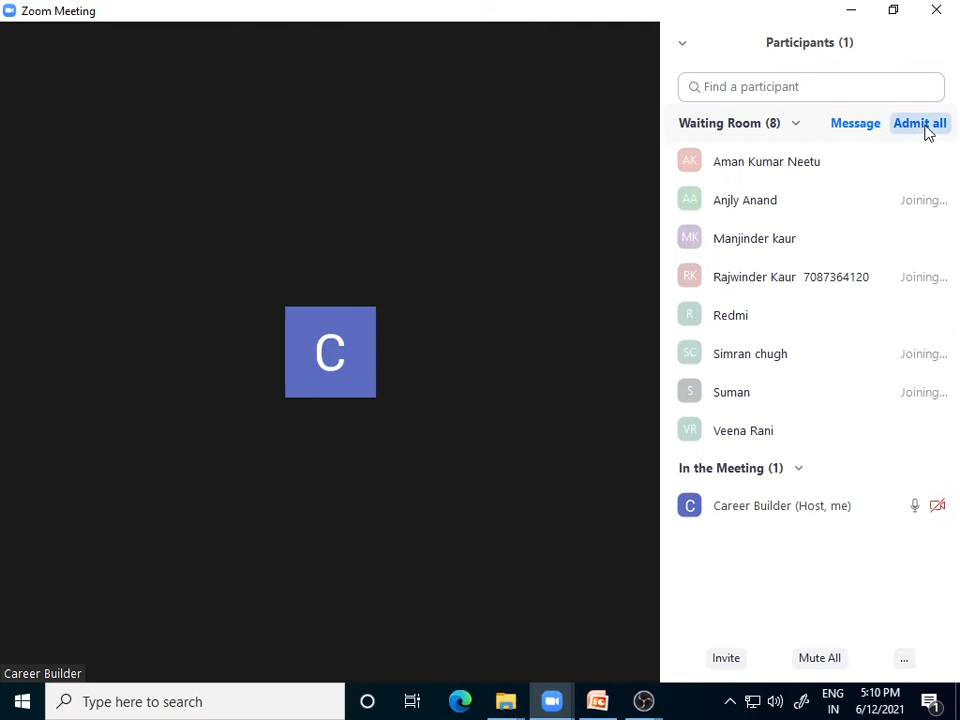 Zoom Meeting
Participants (1)
Find a participant
Waiting Room (8) Message Admit all
AK Aman Kumar Neetu
AA Anjly Anand Joining...
MK Manjinder kaur
RK Rajwinder Kaur 7087364120 Joining...
R Redmi
SC Simran chugh Joining...
S Suman Joining...
VR Veena Rani
In the Meeting (1)
C Career Builder (Host, me)
C
Invite Mute All ...
Career Builder
Type here to search
ENG
IN
5:10 PM
6/12/2021
1